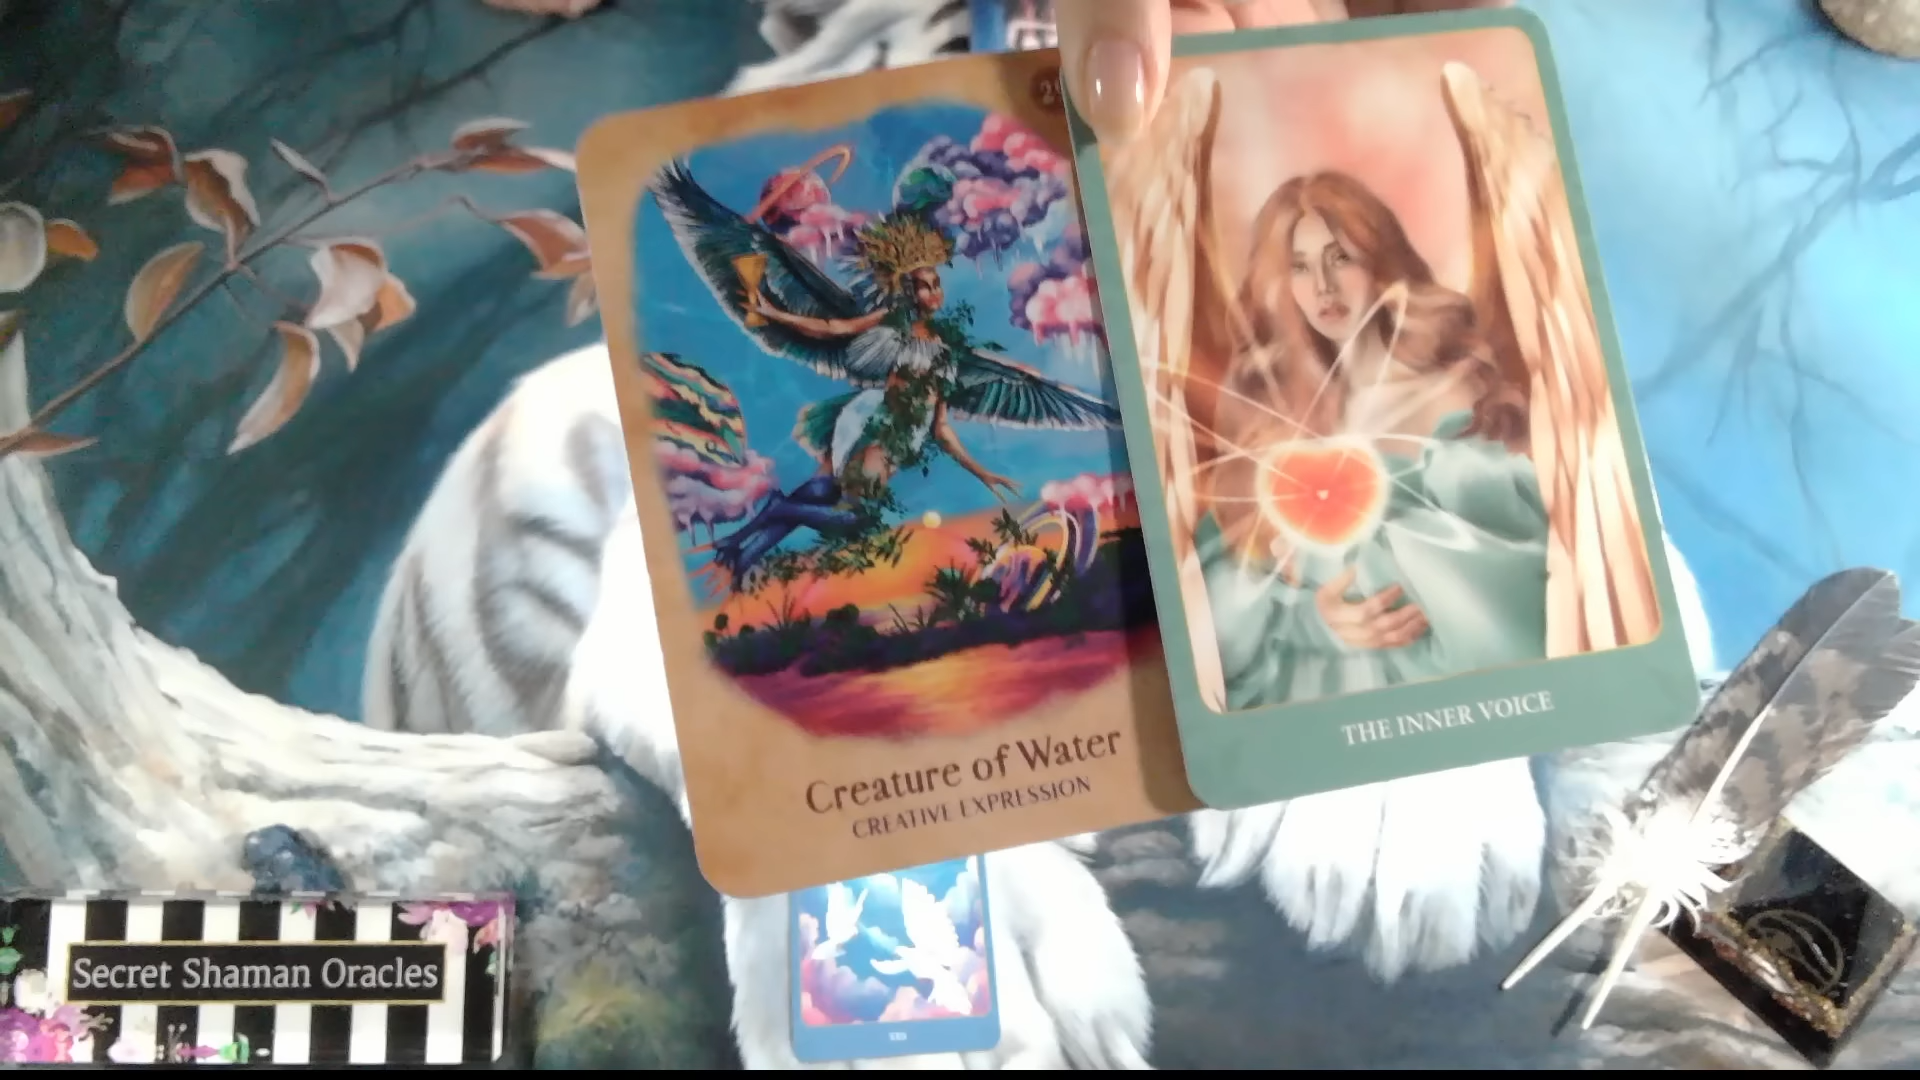 Creature of Water
CREATIVE EXPRESSION
THE INNER VOICE
Secret Shaman Oracles